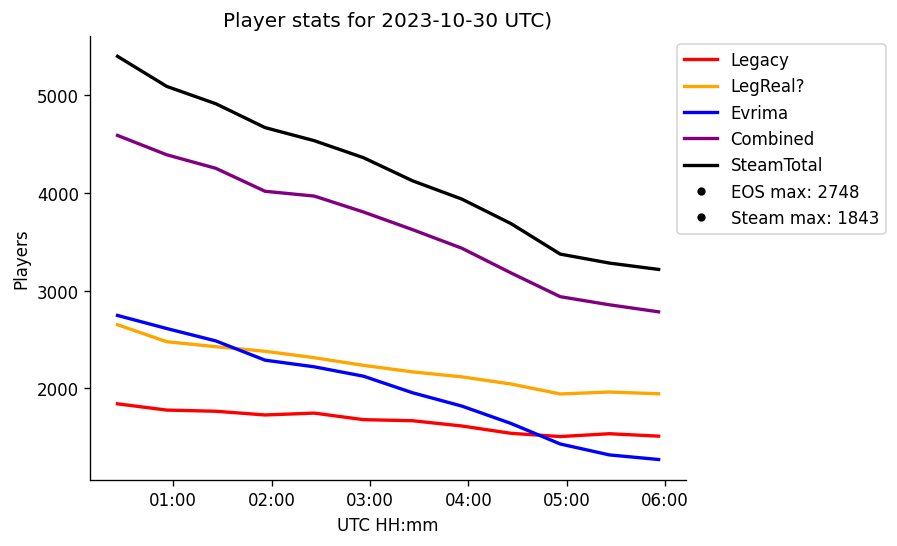 Player stats for 2023-10-30 UTC)
Legacy
LegReal?
Evrima
Combined
SteamTotal
EOS max: 2748
Steam max: 1843
Players
5000
4000
3000
2000
01:00
02:00
03:00
04:00
05:00
06:00
UTC HH:mm